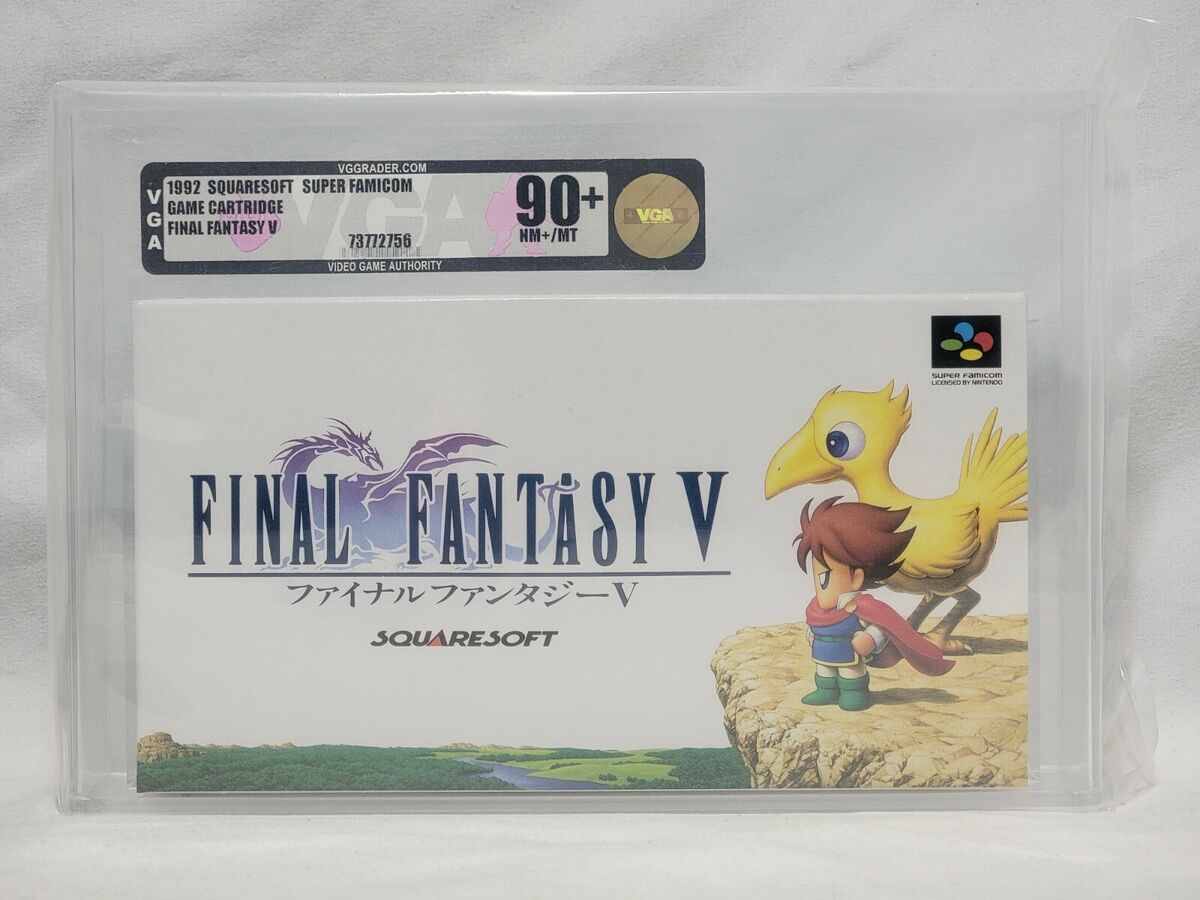 VGGRADER.COM
VGA
1992 SQUARESOFT SUPER FAMICOM
GAME CARTRIDGE
FINAL FANTASY V
73772756
90+
NM+/MT
VGA
VGA
VIDEO GAME AUTHORITY
SUPER FAMICOM
LICENSED BY NINTENDO
FINAL FANTASY V
ファイナルファンタジーV
SQUARESOFT